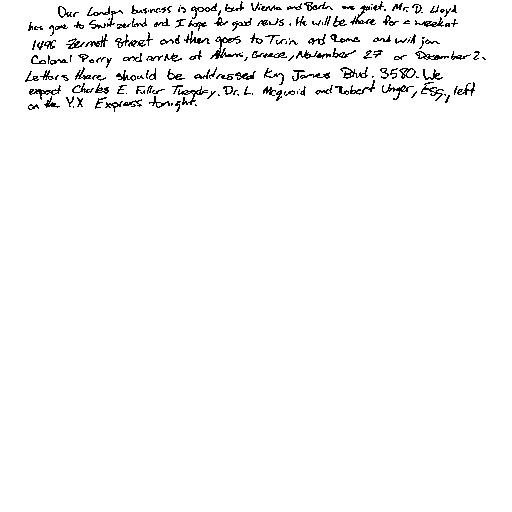 Our London business is good, but Vienna and Berlin are quiet. Mr. D. Lloyd
has gone to Switzerland and I hope for good news. He will be there for a week at
1496 Zermott Street and then goes to Turin and Rome and will join
Colonel Parry and arrive at Athens, Greece, November 27 or December 2.
Letters there should be addressed King James Blvd. 3580. We
expect Charles E. Fuller Tuesday. Dr. L. Mcquoid and Robert Unger, Esq., left
on the Y.X Express tonight.